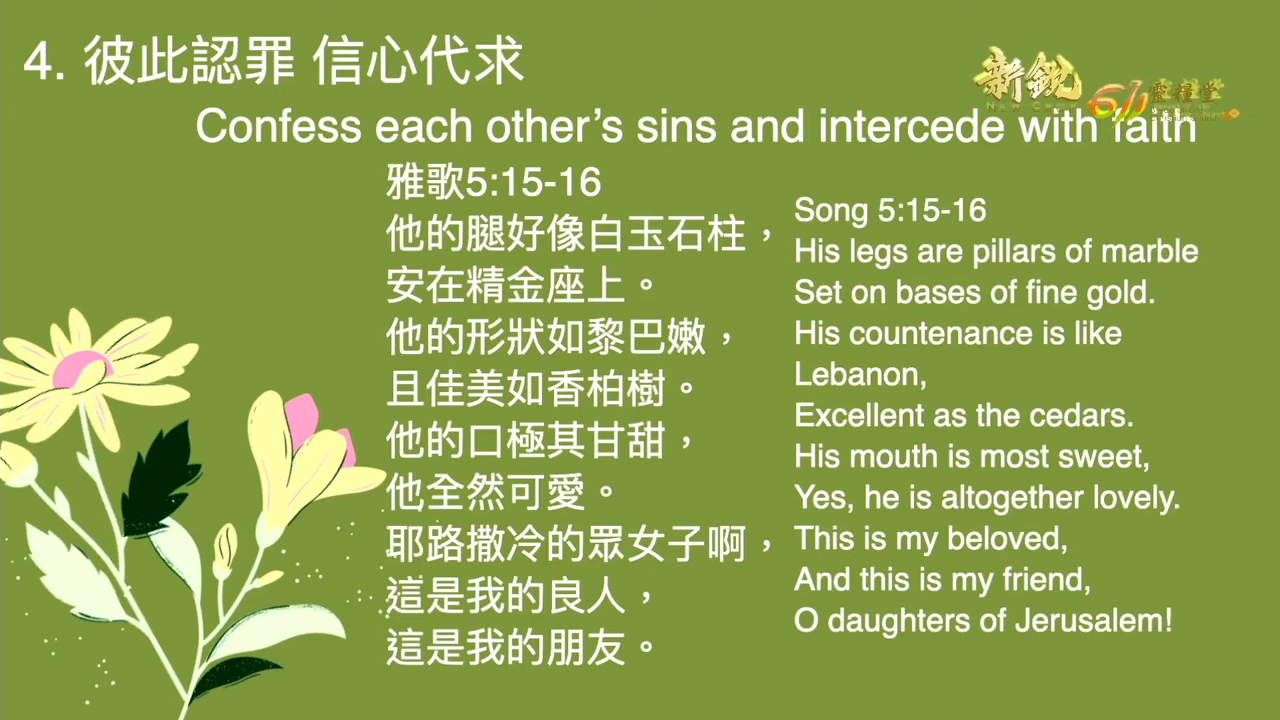 4. 彼此認罪 信心代求
新銳
611靈糧堂
Confess each other’s sins and intercede with faith
雅歌5:15-16
他的腿好像白玉石柱，
安在精金座上。
他的形狀如黎巴嫩，
且佳美如香柏樹。
他的口極其甘甜，
他全然可愛。
耶路撒冷的眾女子啊，
這是我的良人，
這是我的朋友。
Song 5:15-16
His legs are pillars of marble
Set on bases of fine gold.
His countenance is like
Lebanon,
Excellent as the cedars.
His mouth is most sweet,
Yes, he is altogether lovely.
This is my beloved,
And this is my friend,
O daughters of Jerusalem!